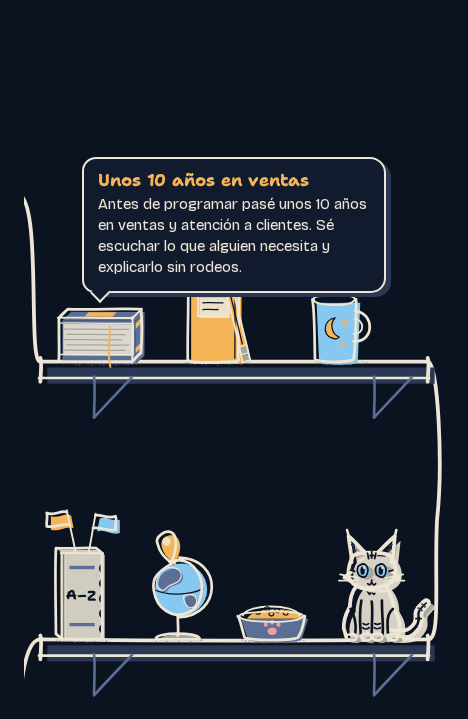 Unos 10 años en ventas
Antes de programar pasé unos 10 años
en ventas y atención a clientes. Sé
escuchar lo que alguien necesita y
explicarlo sin rodeos.
A-Z